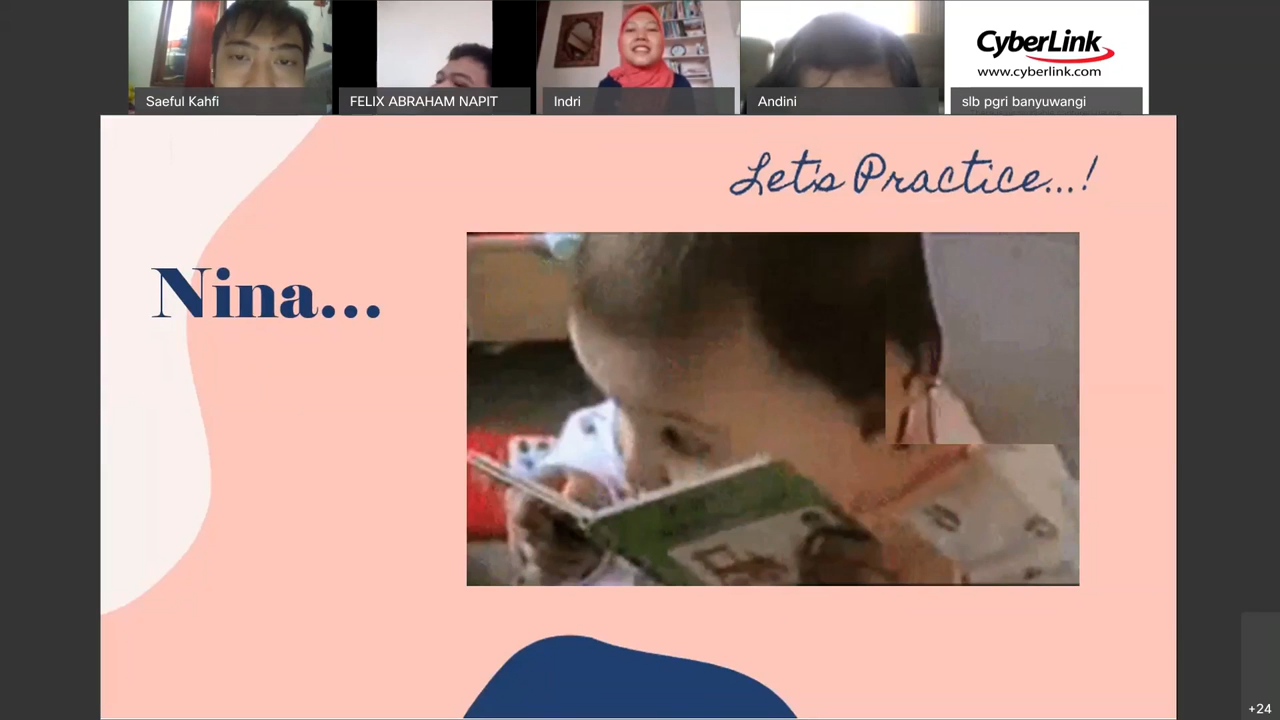 CyberLink
www.cyberlink.com
Saeful Kahfi
FELIX ABRAHAM NAPIT
Indri
Andini
slb pgri banyuwangi
Let's Practice...!
Nina...
+24